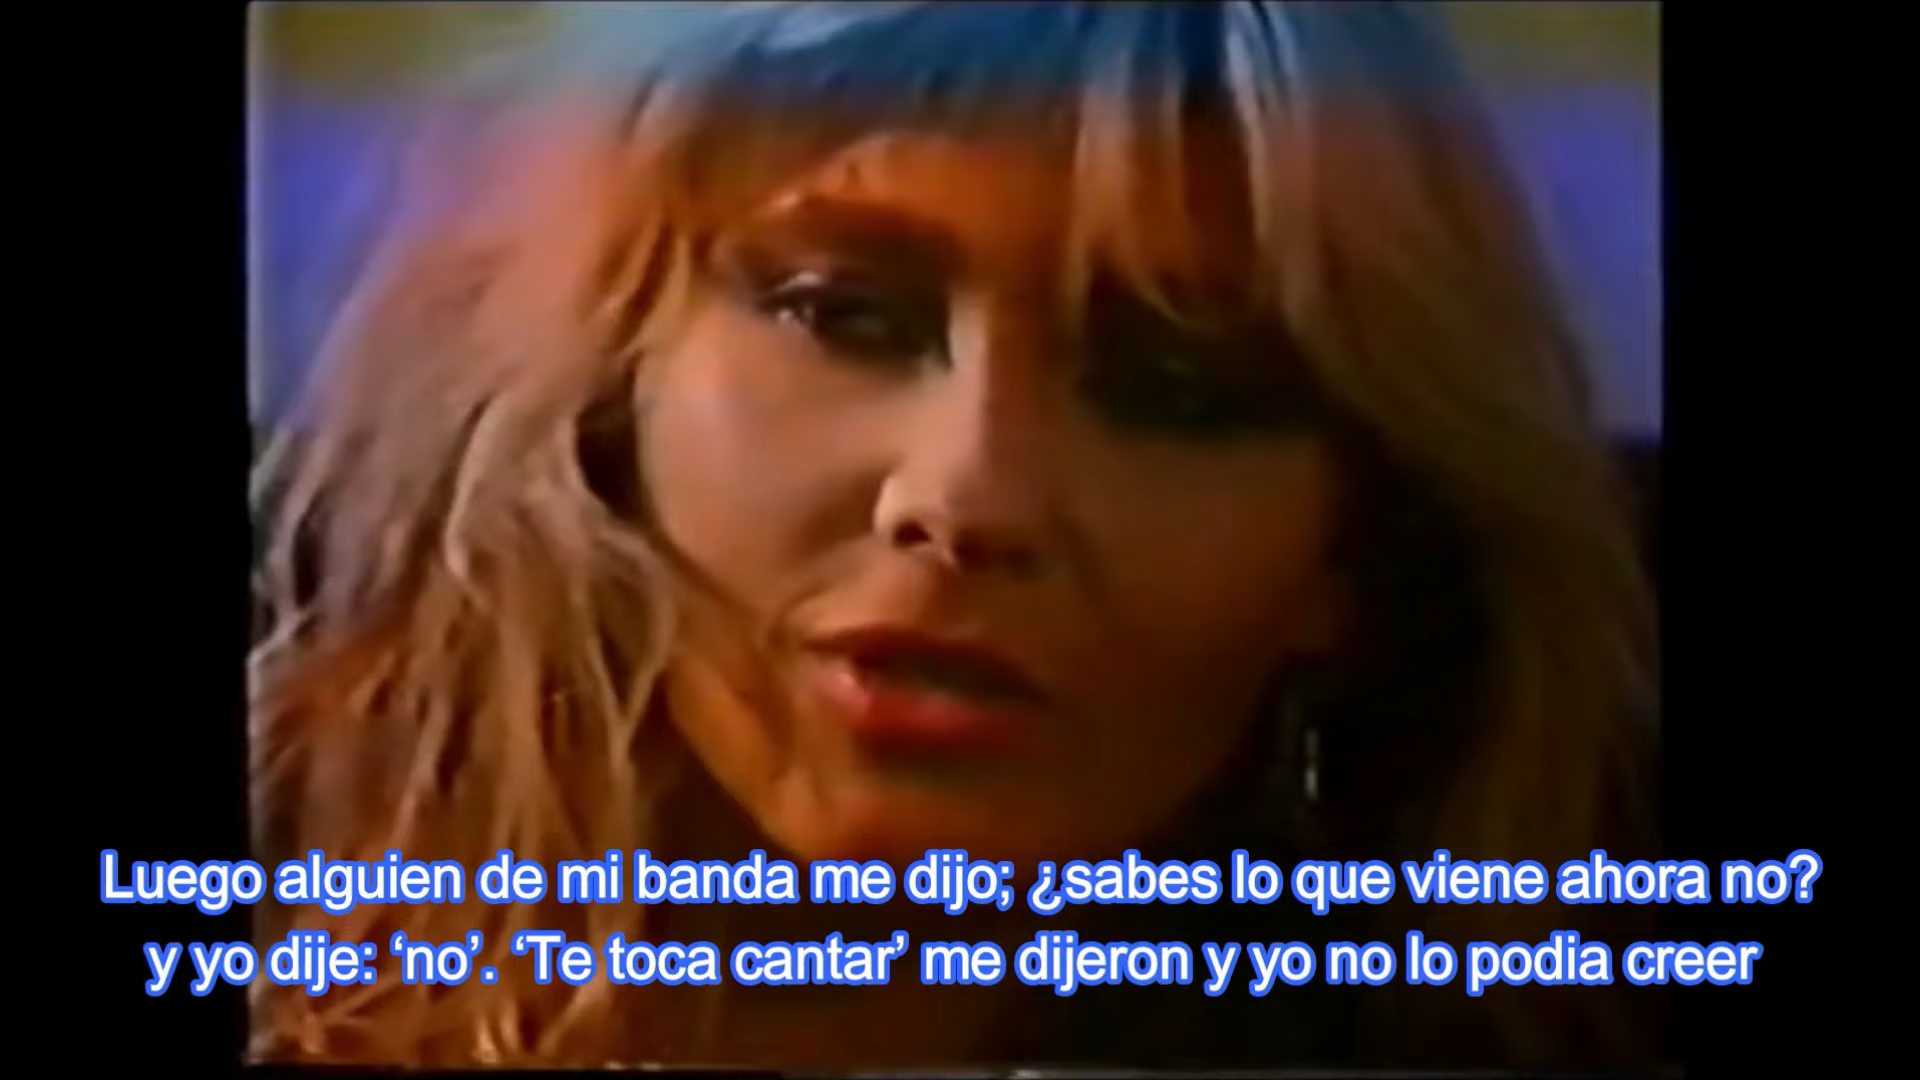 Luego alguien de mi banda me dijo; ¿sabes lo que viene ahora no?
y yo dije: ‘no’. ‘Te toca cantar’ me dijeron y yo no lo podia creer